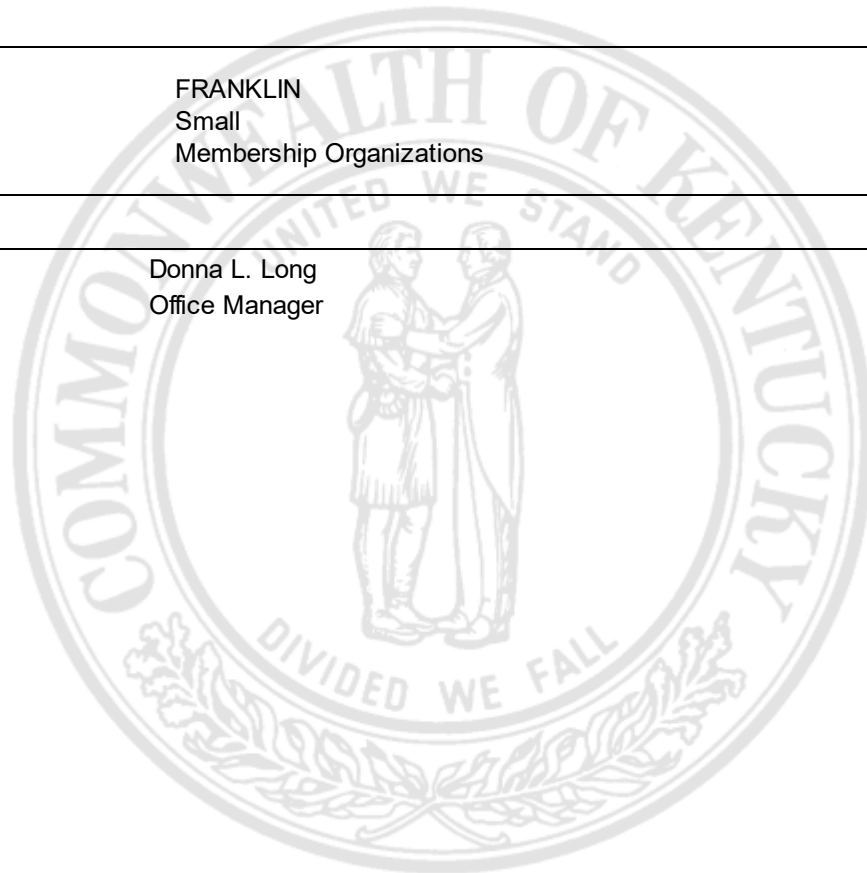 FRANKLIN
Small
Membership Organizations
Donna L. Long
Office Manager
COMMONWEALTH OF KENTUCKY
UNITED WE STAND
DIVIDED WE FALL